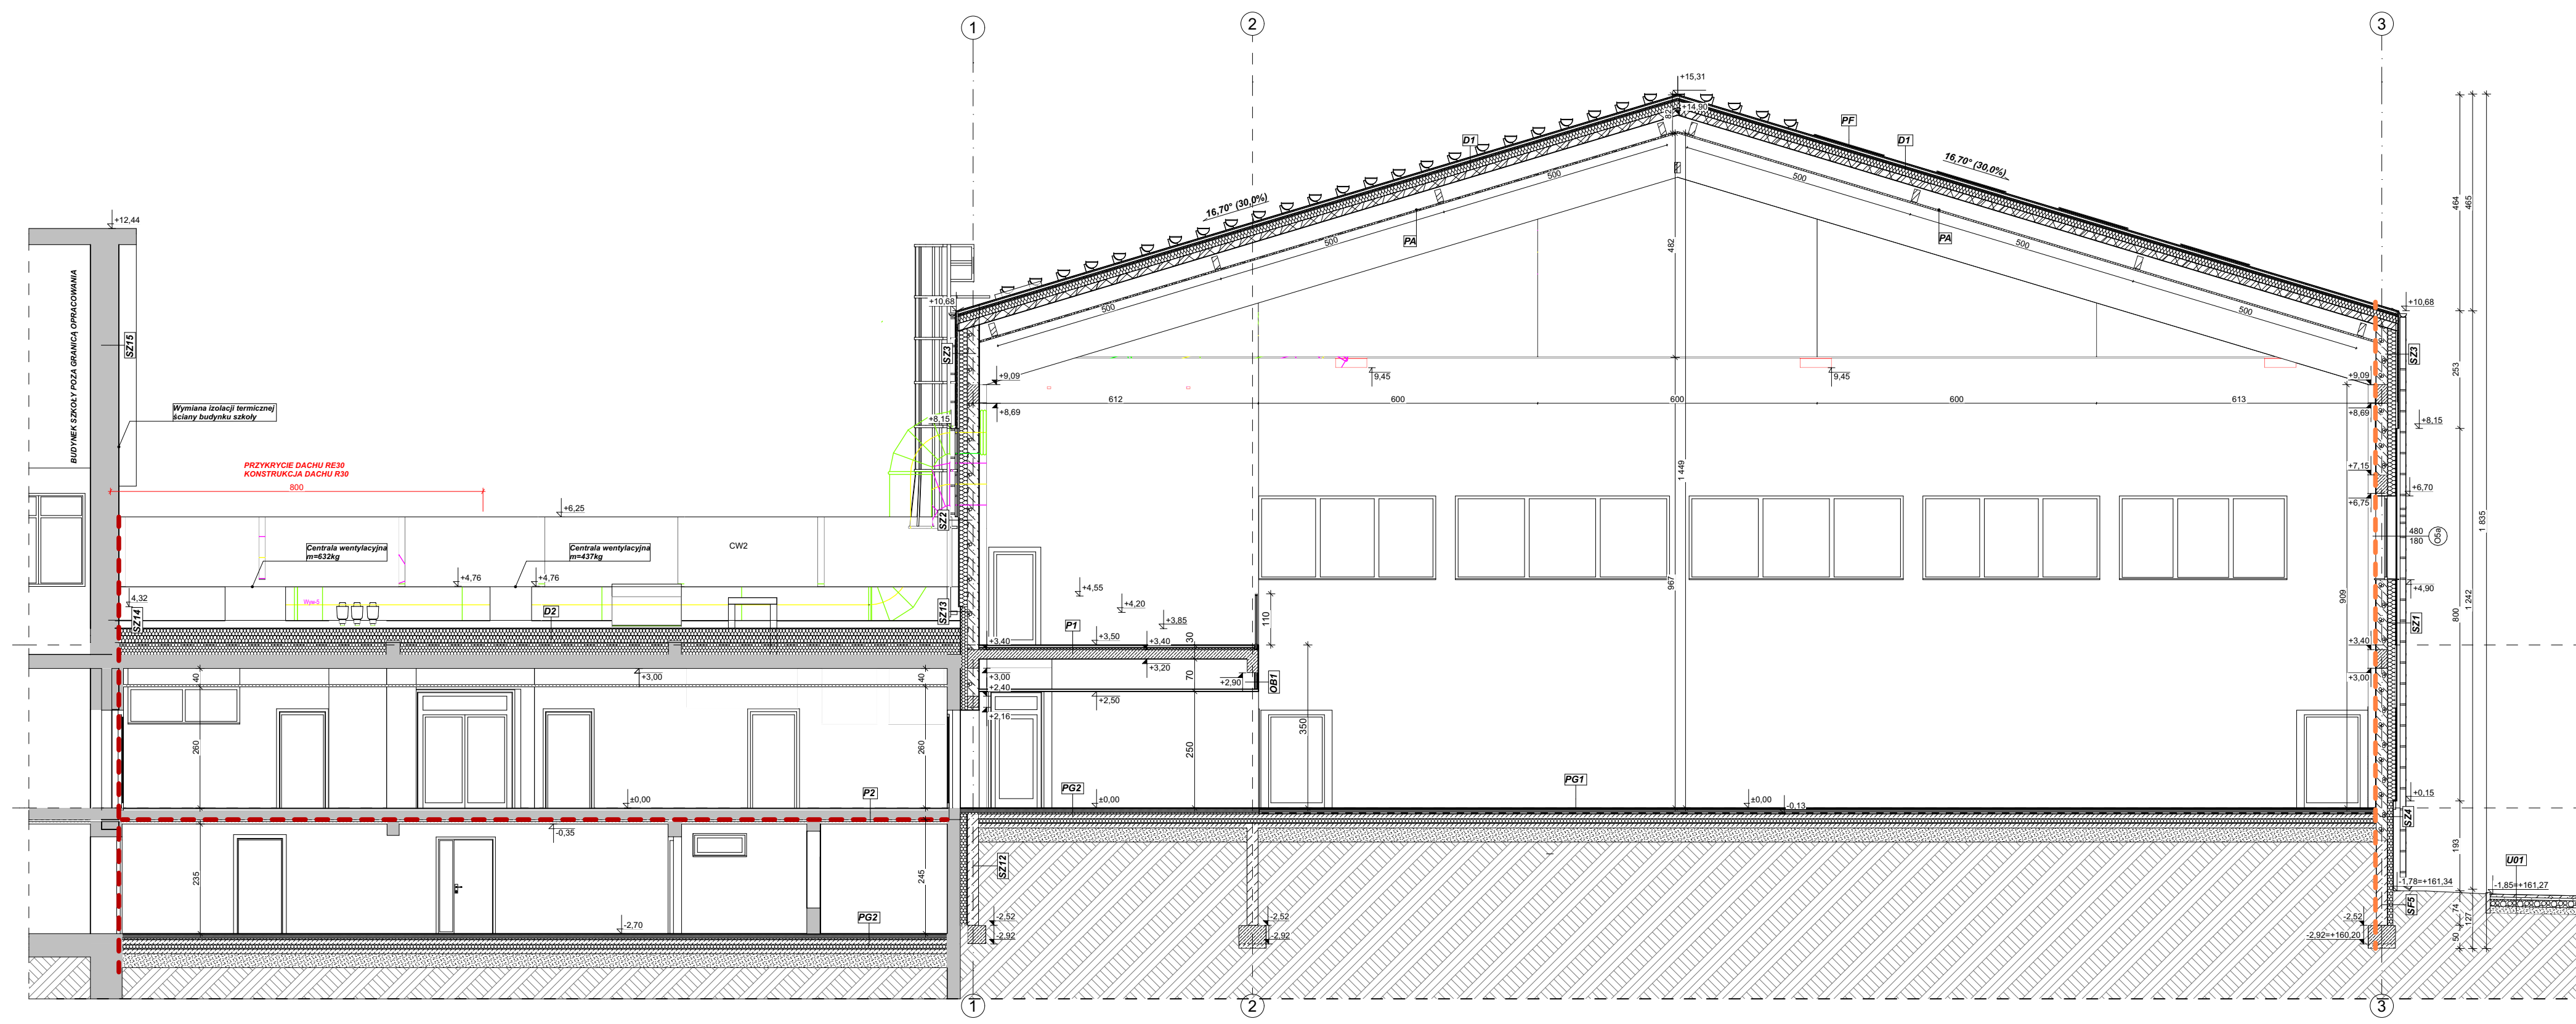 1
2
3
+15,31
+14,90
82
D1
PF
D1
16,70° (30,0%)
16,70° (30,0%)
500
500
500
500
500
500
PA
PA
482
464
465
+12,44
BUDYNEK SZKOŁY POZA GRANICĄ OPRACOWANIA
SZ15
Wymiana izolacji termicznej
ściany budynku szkoły
PRZYKRYCIE DACHU RE30
KONSTRUKCJA DACHU R30
800
+10,68
+10,68
SZ3
SZ3
+9,09
+8,69
+8,15
9,45
9,45
+9,09
+8,69
+8,15
253
612
600
600
600
613
1 449
+7,15
+6,75
+6,70
480
180
O5a
1 835
+6,25
SZ2
Centrala wentylacyjna
m=632kg
Centrala wentylacyjna
m=437kg
CW2
+4,76
+4,76
4,32
Wyw-5
SZ14
D2
SZ13
+4,55
+4,20
+3,85
110
P1
+3,40
+3,50
+3,40
30
+3,20
+3,00
+2,40
+2,16
70
+2,90
OB1
+2,50
350
250
967
909
+4,90
SZ1
800
1 242
+3,40
+3,00
40
+3,00
40
260
260
±0,00
P2
PG2
±0,00
PG1
±0,00
-0,13
+0,15
SZ4
193
-0,35
235
245
SZ12
PG2
-2,70
-2,52
-2,92
-2,52
-2,92
-2,52
-2,92=+160,20
-1,78=+161,34
SF5
74
127
50
-1,85=+161,27
U01
1
2
3